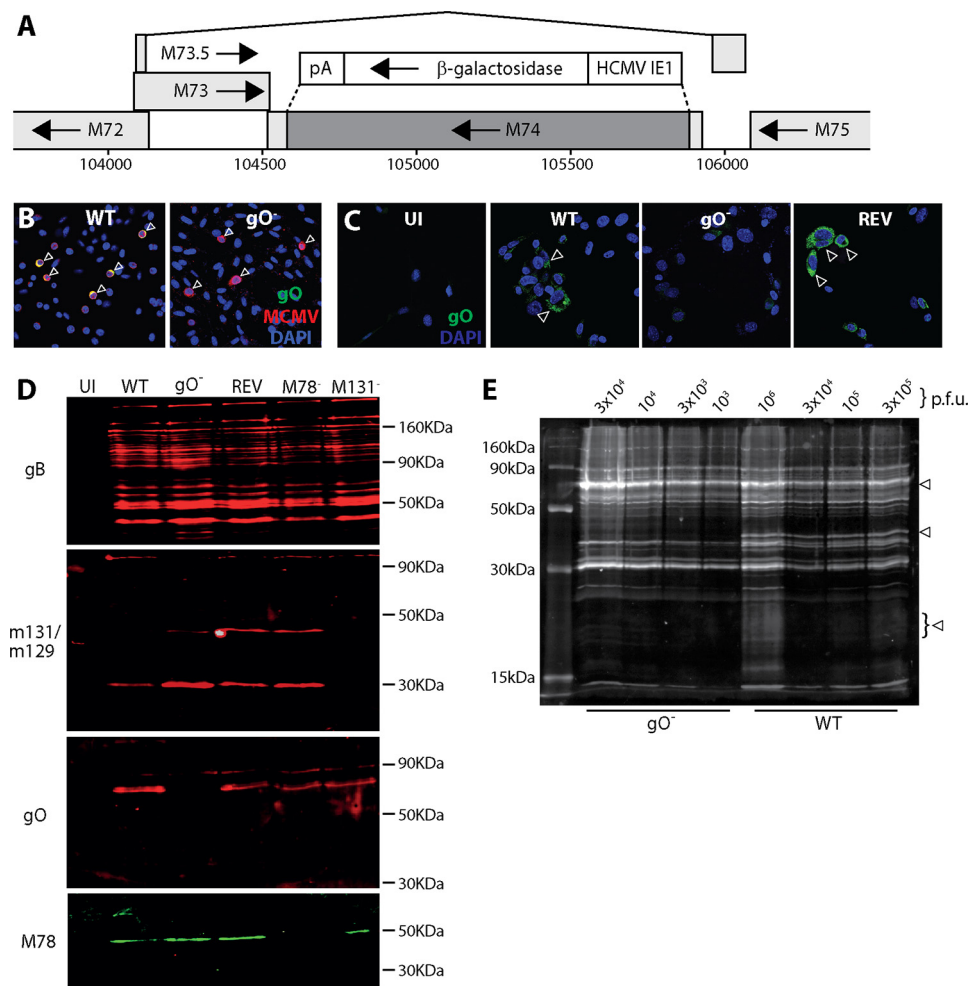 A
M73.5
pA β-galactosidase HCMV IE1
M73
M72 M74 M75
104000 104500 105000 105500 106000
B WT gO⁻ C UI WT gO⁻ REV
gO
MCMV
DAPI
gO
DAPI
D UI WT gO⁻ REV M78⁻ M131⁻
gB
160KDa
90KDa
50KDa
m131/
m129
90KDa
50KDa
30KDa
gO
90KDa
50KDa
30KDa
M78
50KDa
30KDa
E 3x10⁴ 10⁴ 3x10³ 10³ 10⁶ 3x10⁴ 10⁵ 3x10⁵ } p.f.u.
160kDa
90kDa
50kDa
30kDa
15kDa
gO⁻ WT